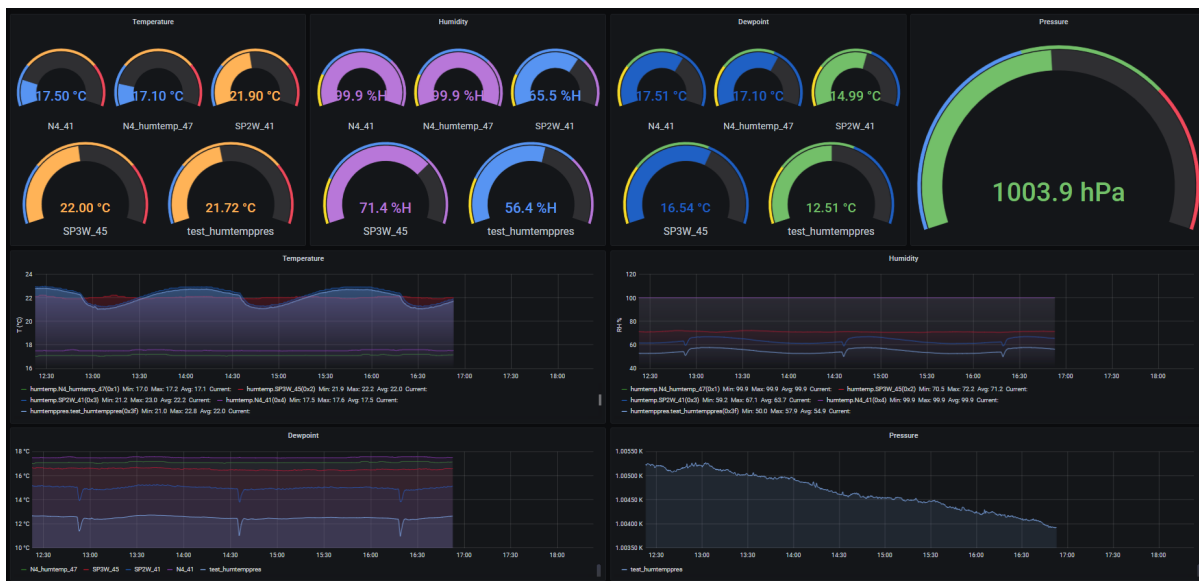 Temperature
Humidity
Dewpoint
Pressure
17.50 °C
17.10 °C
21.90 °C
99.9 %H
99.9 %H
65.5 %H
17.51 °C
17.10 °C
14.99 °C
N4_41
N4_humtemp_47
SP2W_41
N4_41
N4_humtemp_47
SP2W_41
N4_41
N4_humtemp_47
SP2W_41
1003.9 hPa
22.00 °C
21.72 °C
71.4 %H
56.4 %H
16.54 °C
12.51 °C
SP3W_45
test_humtemppres
SP3W_45
test_humtemppres
SP3W_45
test_humtemppres
Temperature
24
22
20
18
16
T (°C)
12:30 13:00 13:30 14:00 14:30 15:00 15:30 16:00 16:30 17:00 17:30 18:00
humtemp.N4_humtemp_47(0x1) Min: 17.0 Max: 17.2 Avg: 17.1 Current: humtemp.SP3W_45(0x2) Min: 21.9 Max: 22.2 Avg: 22.0 Current:
humtemp.SP2W_41(0x3) Min: 21.2 Max: 23.0 Avg: 22.2 Current: humtemp.N4_41(0x4) Min: 17.5 Max: 17.6 Avg: 17.5 Current:
humtemppres.test_humtemppres(0x3f) Min: 21.0 Max: 22.8 Avg: 22.0 Current:
Humidity
120
100
80
60
40
RH %
12:30 13:00 13:30 14:00 14:30 15:00 15:30 16:00 16:30 17:00 17:30 18:00
humtemp.N4_humtemp_47(0x1) Min: 99.9 Max: 99.9 Avg: 99.9 Current: humtemp.SP3W_45(0x2) Min: 70.5 Max: 72.2 Avg: 71.2 Current:
humtemp.SP2W_41(0x3) Min: 59.2 Max: 67.1 Avg: 63.7 Current: humtemp.N4_41(0x4) Min: 99.9 Max: 99.9 Avg: 99.9 Current:
humtemppres.test_humtemppres(0x3f) Min: 50.0 Max: 57.9 Avg: 54.9 Current:
Dewpoint
18 °C
16 °C
14 °C
12 °C
10 °C
12:30 13:00 13:30 14:00 14:30 15:00 15:30 16:00 16:30 17:00 17:30 18:00
N4_humtemp_47 SP3W_45 SP2W_41 N4_41 test_humtemppres
Pressure
1.00550 K
1.00500 K
1.00450 K
1.00400 K
1.00350 K
12:30 13:00 13:30 14:00 14:30 15:00 15:30 16:00 16:30 17:00 17:30 18:00
test_humtemppres